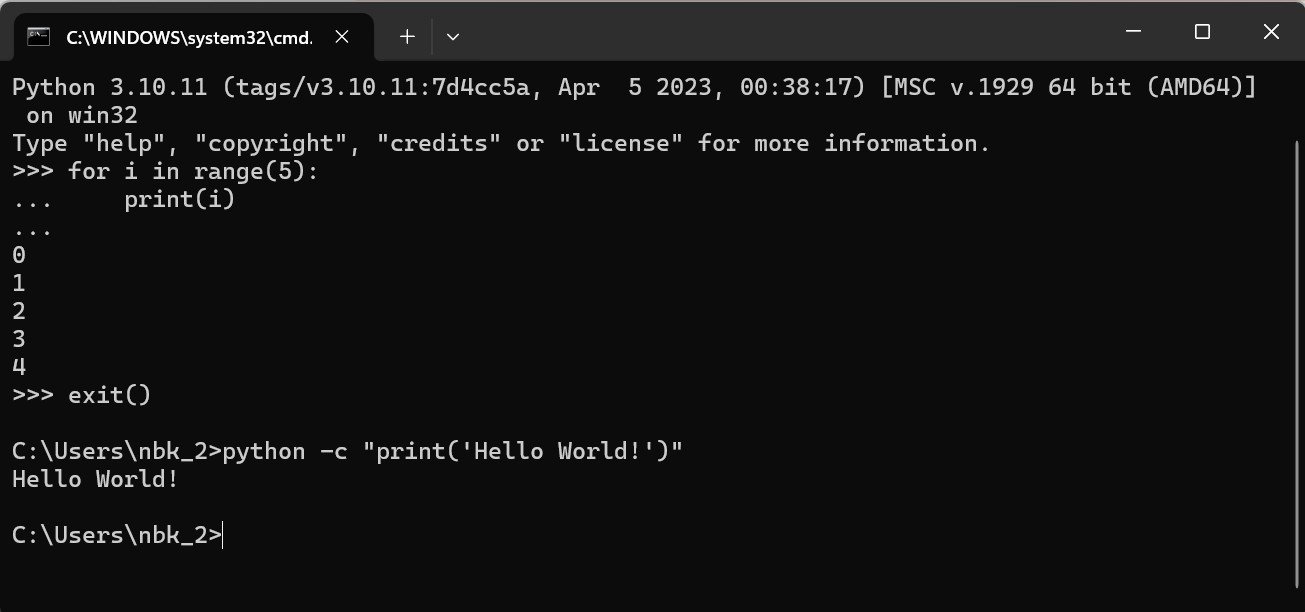 C:\WINDOWS\system32\cmd.
Python 3.10.11 (tags/v3.10.11:7d4cc5a, Apr  5 2023, 00:38:17) [MSC v.1929 64 bit (AMD64)]
 on win32
Type "help", "copyright", "credits" or "license" for more information.
>>> for i in range(5):
...     print(i)
...
0
1
2
3
4
>>> exit()
C:\Users\nbk_2>python -c "print('Hello World!')"
Hello World!
C:\Users\nbk_2>